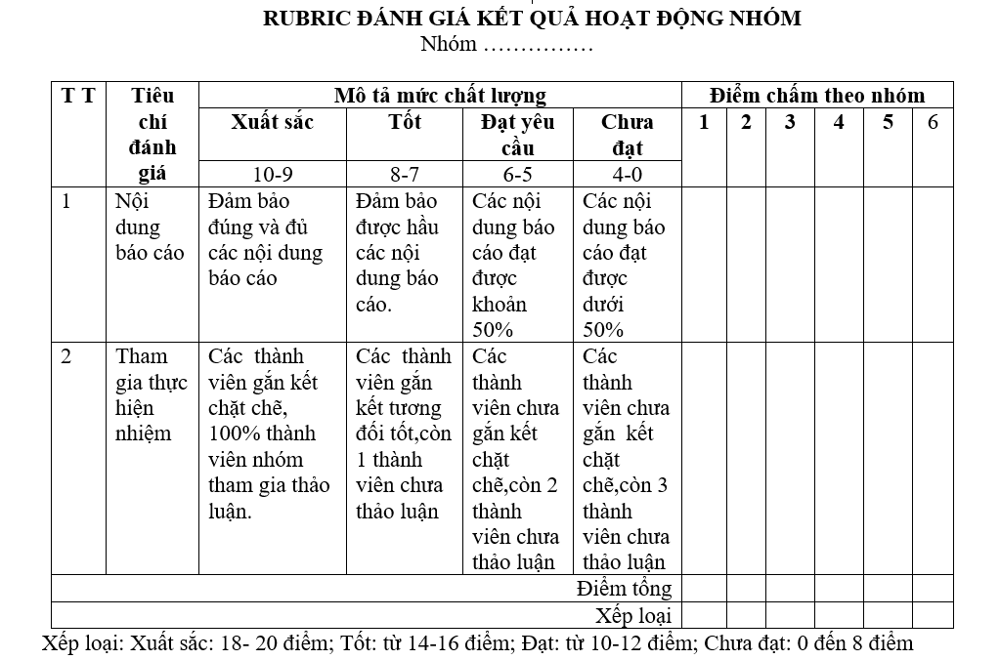 RUBRIC ĐÁNH GIÁ KẾT QUẢ HOẠT ĐỘNG NHÓM
Nhóm ……………
T T
Tiêu
chí
đánh
giá
Mô tả mức chất lượng
Điểm chấm theo nhóm
Xuất sắc
Tốt
Đạt yêu
cầu
Chưa
đạt
1 2 3 4 5 6
10-9
8-7
6-5
4-0
1
Nội
dung
báo cáo
Đảm bảo
đúng và đủ
các nội dung
báo cáo
Đảm bảo
được hầu
các nội
dung báo
cáo.
Các nội
dung báo
cáo đạt
được
khoản
50%
Các nội
dung báo
cáo đạt
được
dưới
50%
2
Tham
gia thực
hiện
nhiệm
Các thành
viên gắn kết
chặt chẽ,
100% thành
viên nhóm
tham gia thảo
luận.
Các thành
viên gắn
kết tương
đối tốt,còn
1 thành
viên chưa
thảo luận
Các
thành
viên chưa
gắn kết
chặt
chẽ,còn 2
thành
viên chưa
thảo luận
Các
thành
viên chưa
gắn kết
chặt
chẽ,còn 3
thành
viên chưa
thảo luận
Điểm tổng
Xếp loại
Xếp loại: Xuất sắc: 18- 20 điểm; Tốt: từ 14-16 điểm; Đạt: từ 10-12 điểm; Chưa đạt: 0 đến 8 điểm